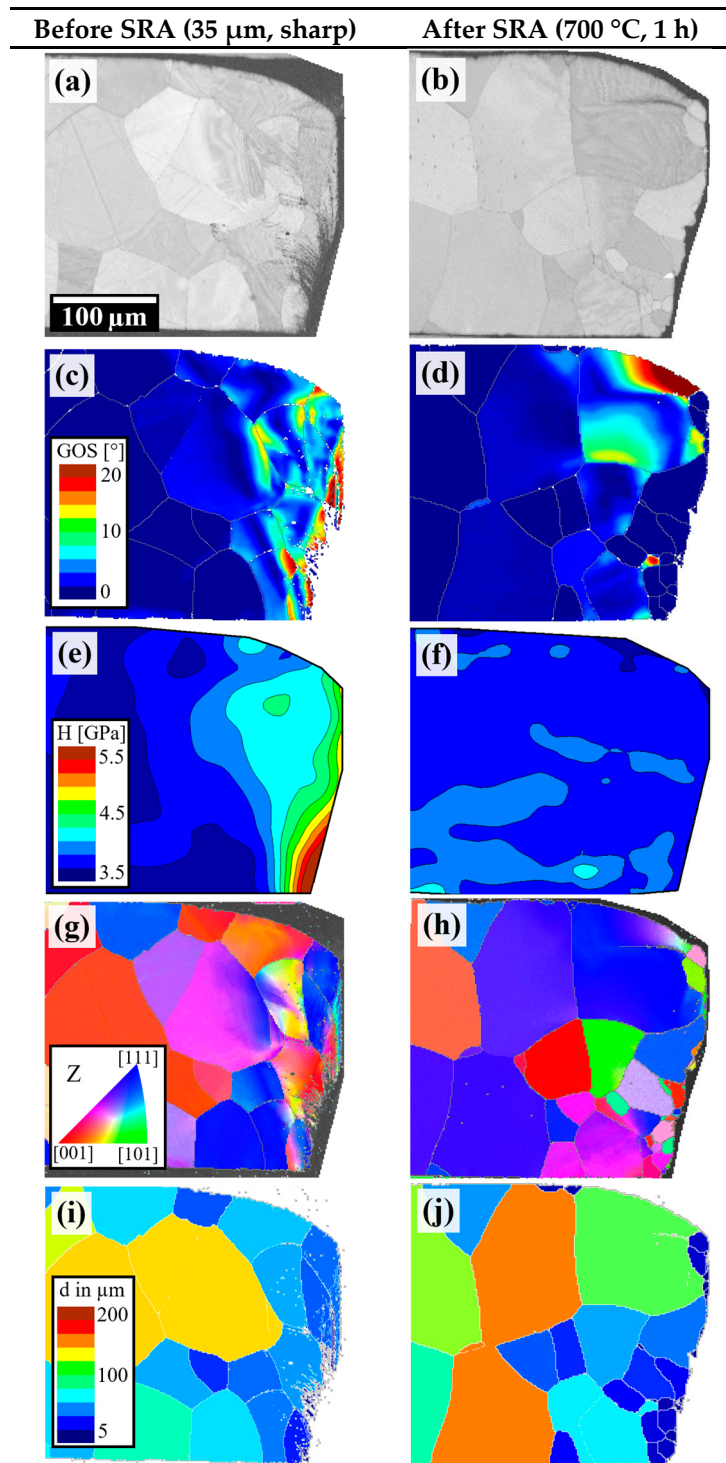 Before SRA (35 µm, sharp) After SRA (700 °C, 1 h)
(a) (b)
100 µm
(c) (d)
GOS [°]
20
10
0
(e) (f)
H [GPa]
5.5
4.5
3.5
(g) (h)
Z [111]
[001] [101]
(i) (j)
d in µm
200
100
5